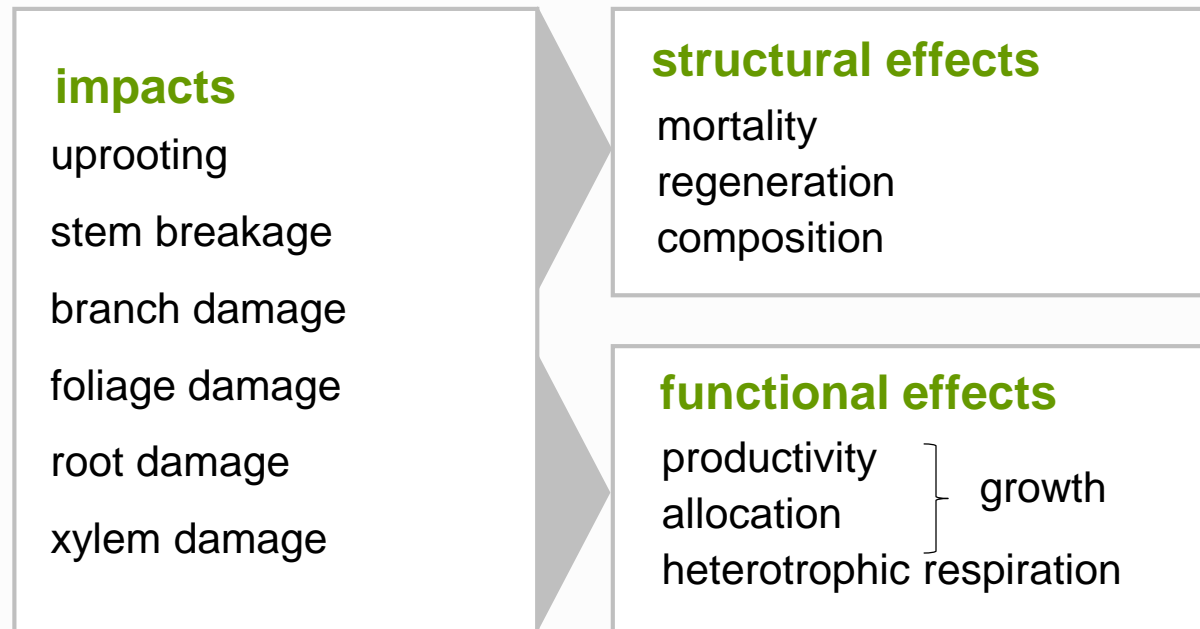 impacts
uprooting
stem breakage
branch damage
foliage damage
root damage
xylem damage
structural effects
mortality
regeneration
composition
functional effects
productivity
allocation
growth
heterotrophic respiration